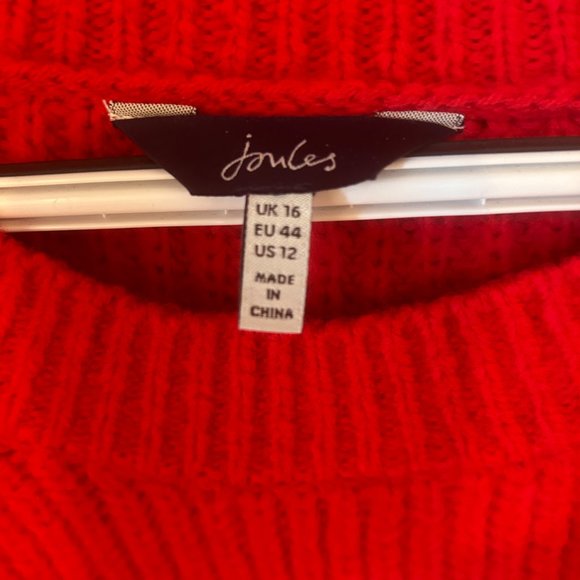 Joules
UK 16
EU 44
US 12
MADE
IN
CHINA